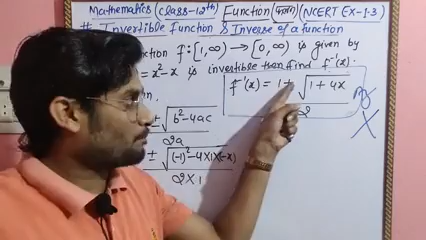 Mathematics (Class-12th) Function (फलन) (NCERT EX-1.3)
# Invertible Function & Inverse of a function
function f: [1, ∞) → [0, ∞) is given by
= x²-x is invertible then find f⁻¹(x).
f⁻¹(x) = 1+ √1+4x
2
± √b²-4ac
2a
± √(-1)²-4×1×(-x)
2×1
X